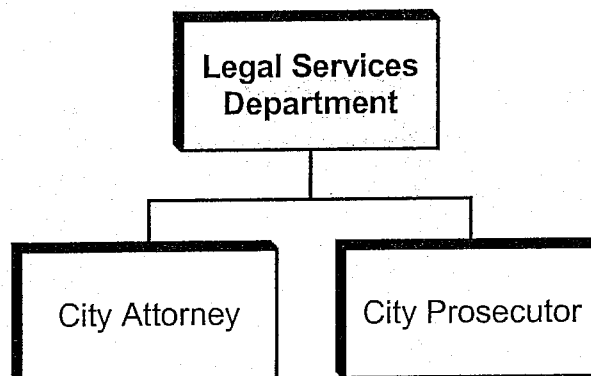 Legal Services
Department
City Attorney
City Prosecutor